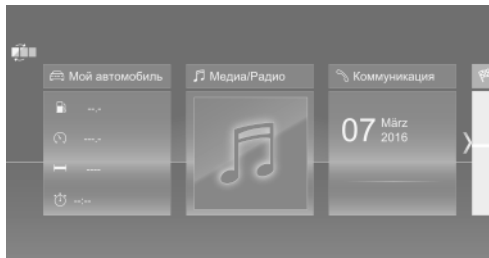 Мой автомобиль
Медиа/Радио
Коммуникация
--,-
---,-
----
--:--
07 März
2016